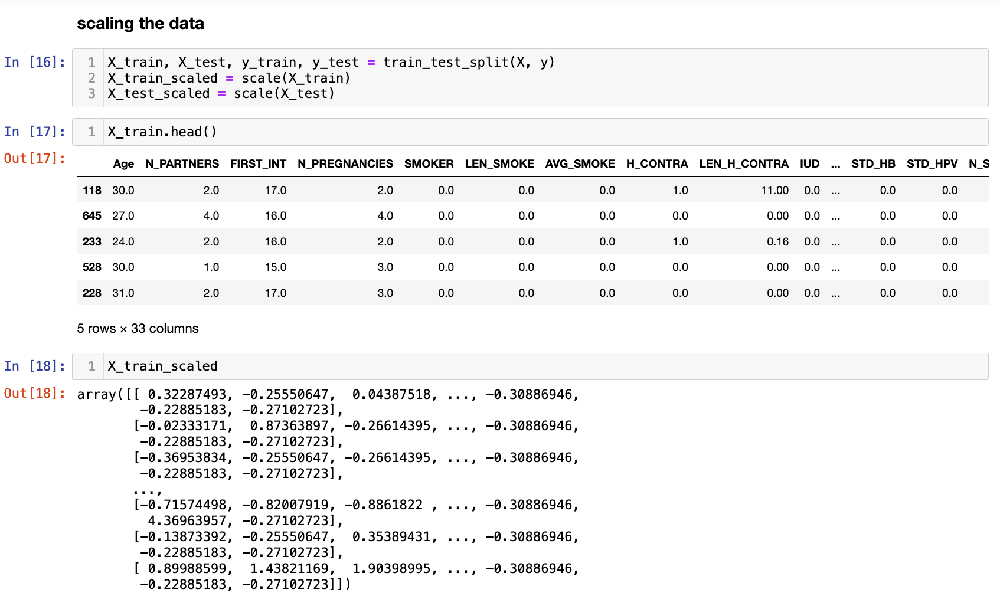 scaling the data
In [16]:
1 X_train, X_test, y_train, y_test = train_test_split(X, y)
2 X_train_scaled = scale(X_train)
3 X_test_scaled = scale(X_test)
In [17]:
1 X_train.head()
Out[17]:
Age N_PARTNERS FIRST_INT N_PREGNANCIES SMOKER LEN_SMOKE AVG_SMOKE H_CONTRA LEN_H_CONTRA IUD ... STD_HB STD_HPV N_S
118 30.0 2.0 17.0 2.0 0.0 0.0 0.0 1.0 11.00 0.0 ... 0.0 0.0
645 27.0 4.0 16.0 4.0 0.0 0.0 0.0 0.0 0.00 0.0 ... 0.0 0.0
233 24.0 2.0 16.0 2.0 0.0 0.0 0.0 1.0 0.16 0.0 ... 0.0 0.0
528 30.0 1.0 15.0 3.0 0.0 0.0 0.0 0.0 0.00 0.0 ... 0.0 0.0
228 31.0 2.0 17.0 3.0 0.0 0.0 0.0 0.0 0.00 0.0 ... 0.0 0.0
5 rows × 33 columns
In [18]:
1 X_train_scaled
Out[18]:
array([[ 0.32287493, -0.25550647,  0.04387518, ..., -0.30886946,
-0.22885183, -0.27102723],
[-0.02333171,  0.87363897, -0.26614395, ..., -0.30886946,
-0.22885183, -0.27102723],
[-0.36953834, -0.25550647, -0.26614395, ..., -0.30886946,
-0.22885183, -0.27102723],
...,
[-0.71574498, -0.82007919, -0.8861822 , ..., -0.30886946,
4.36963957, -0.27102723],
[-0.13873392, -0.25550647,  0.35389431, ..., -0.30886946,
-0.22885183, -0.27102723],
[ 0.89988599,  1.43821169,  1.90398995, ..., -0.30886946,
-0.22885183, -0.27102723]])